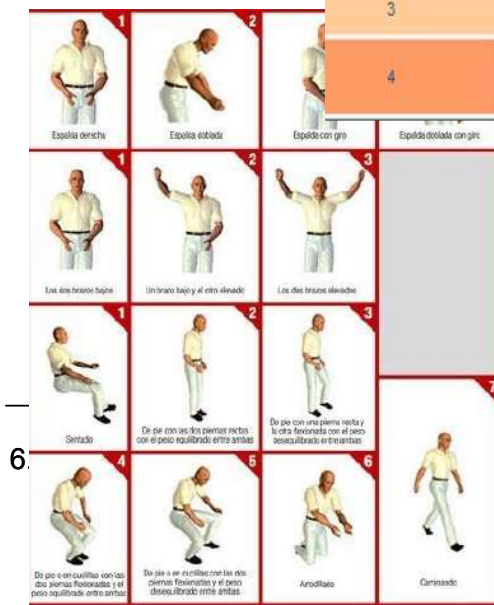 3
4
1
2
Espalda derecha
Espalda doblada
Espalda con giro
Espalda doblada con giro
1
2
3
Los dos brazos bajos
Un brazo bajo y el otro elevado
Los dos brazos elevados
1
2
3
Sentado
De pie con las dos piernas rectas
con el peso equilibrado entre ambas
De pie con una pierna recta y
la otra flexionada con el peso
desequilibrado entre ambas
7
6.
4
5
6
De pie o en cuclillas con las
dos piernas flexionadas y el
peso equilibrado entre ambas
De pie o en cuclillas con las dos
piernas flexionadas y el peso
desequilibrado entre ambas
Arrodillado
Caminando